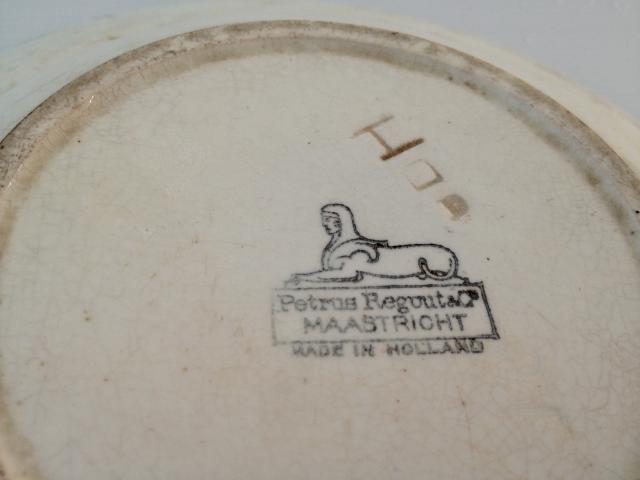 H
Petrus Regout & Co
MAASTRICHT
MADE IN HOLLAND